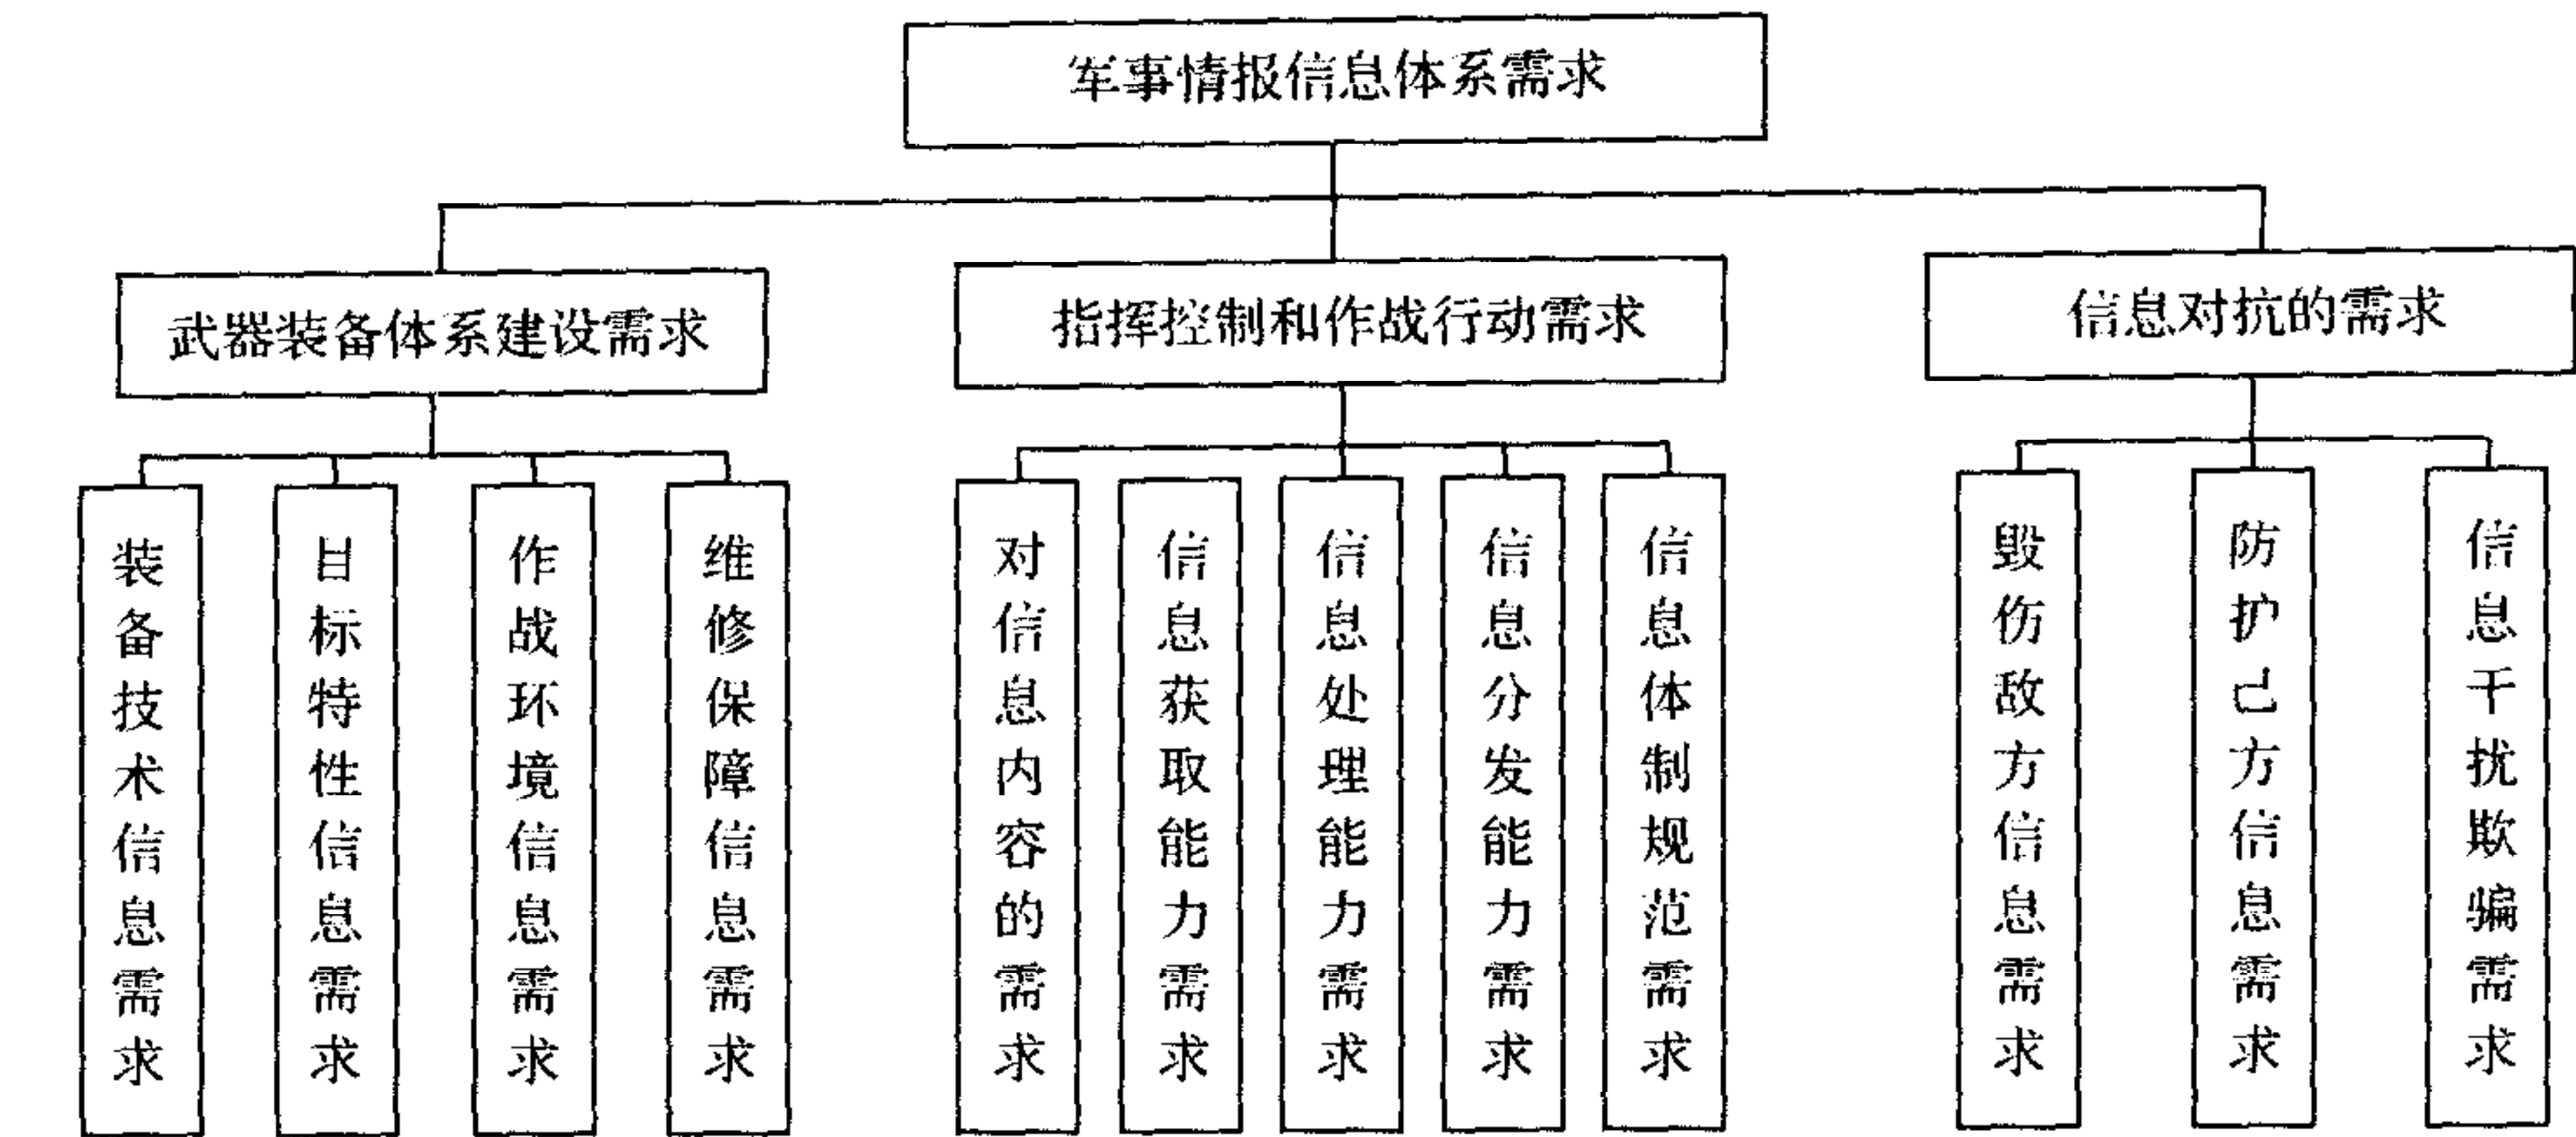 军事情报信息体系需求
武器装备体系建设需求
指挥控制和作战行动需求
信息对抗的需求
装备技术信息需求
目标特性信息需求
作战环境信息需求
维修保障信息需求
对信息内容的需求
信息获取能力需求
信息处理能力需求
信息分发能力需求
信息体制规范需求
毁伤敌方信息需求
防护己方信息需求
信息干扰欺骗需求